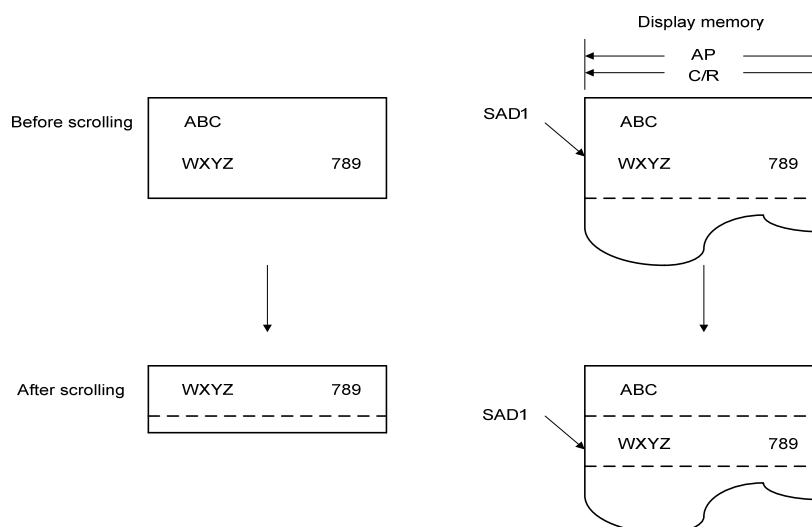 Display memory
AP
C/R
Before scrolling
ABC
WXYZ 789
SAD1
ABC
WXYZ 789
After scrolling
WXYZ 789
SAD1
ABC
WXYZ 789